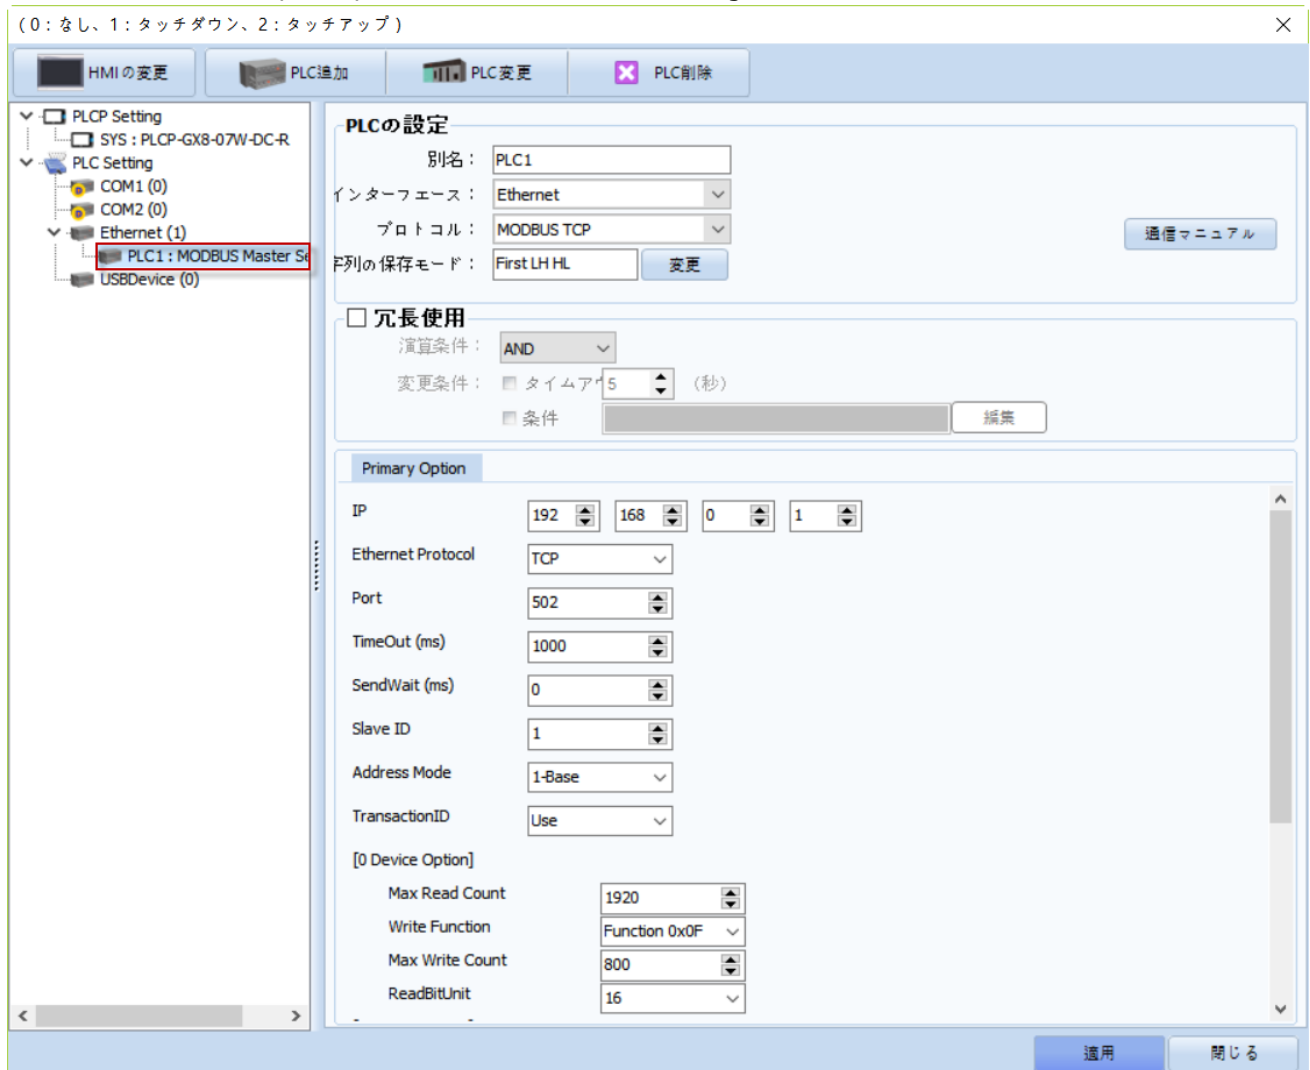 (0:なし、1:タッチダウン、2:タッチアップ)
HMIの変更
PLC追加
PLC変更
PLC削除
PLCP Setting
SYS : PLCP-GX8-07W-DC-R
PLC Setting
COM1 (0)
COM2 (0)
Ethernet (1)
PLC1 : MODBUS Master Se
USBDevice (0)
PLCの設定
別名: PLC1
インターフェース: Ethernet
プロトコル: MODBUS TCP
通信マニュアル
字列の保存モード: First LH HL 変更
冗長使用
演算条件: AND
変更条件: タイムアウ 5 (秒)
条件 編集
Primary Option
IP 192 168 0 1
Ethernet Protocol TCP
Port 502
TimeOut (ms) 1000
SendWait (ms) 0
Slave ID 1
Address Mode 1-Base
TransactionID Use
[0 Device Option]
Max Read Count 1920
Write Function Function 0x0F
Max Write Count 800
ReadBitUnit 16
適用 閉じる